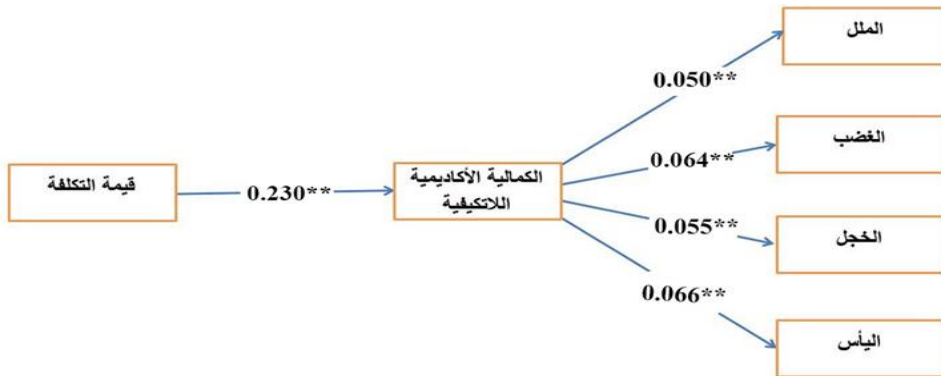 الملل
0.050**
الغضب
0.064**
الكمالية الأكاديمية
اللاتكيفية
قيمة التكلفة
0.230**
0.055**
الخجل
0.066**
اليأس